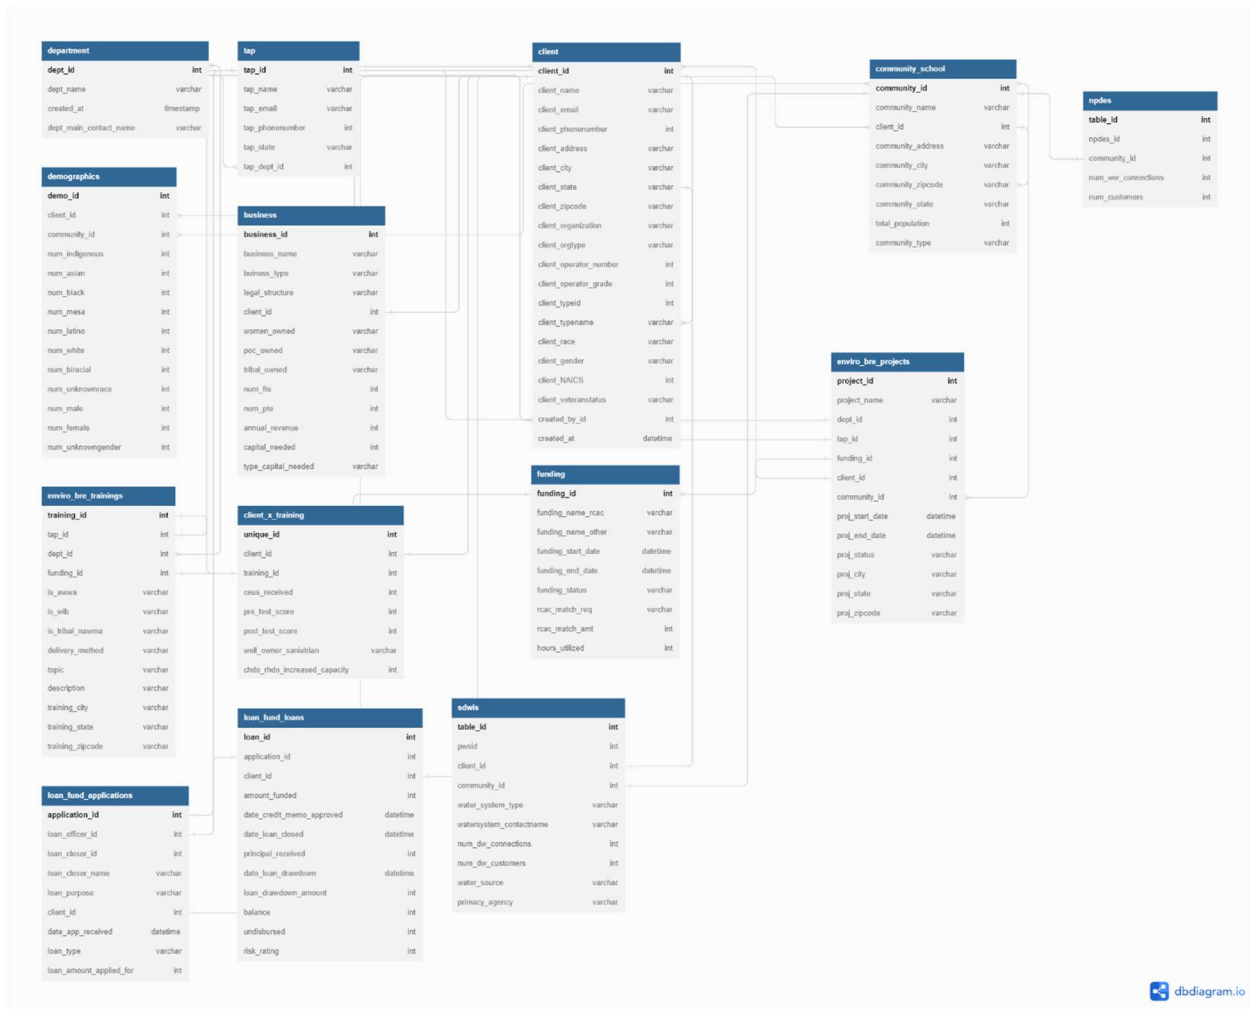 department
dept_id int
dept_name varchar
created_at timestamp
dept_main_contact_name varchar
tap
tap_id int
tap_name varchar
tap_email varchar
tap_phonenumber int
tap_state varchar
tap_dept_id int
client
client_id int
client_name varchar
client_email varchar
client_phonenumber int
client_address varchar
client_city varchar
client_state varchar
client_zipcode varchar
client_organization varchar
client_orgtype varchar
client_operator_number int
client_operator_grade int
client_typeid int
client_typename varchar
client_race varchar
client_gender varchar
client_NAICS int
client_veteranstatus varchar
created_by_id int
created_at datetime
community_school
community_id int
community_name varchar
client_id int
community_address varchar
community_city varchar
community_zipcode varchar
community_state varchar
total_population int
community_type varchar
npdes
table_id int
npdes_id int
community_id int
num_ww_connections int
num_customers int
demographics
demo_id int
client_id int
community_id int
num_indigenous int
num_asian int
num_black int
num_mesa int
num_latino int
num_white int
num_biracial int
num_unknownrace int
num_male int
num_female int
num_unknowngender int
business
business_id int
business_name varchar
buiness_type varchar
legal_structure varchar
client_id int
women_owned varchar
poc_owned varchar
tribal_owned varchar
num_fte int
num_pte int
annual_revenue int
capital_needed int
type_capital_needed varchar
enviro_bre_projects
project_id int
project_name varchar
dept_id int
tap_id int
funding_id int
client_id int
community_id int
proj_start_date datetime
proj_end_date datetime
proj_status varchar
proj_city varchar
proj_state varchar
proj_zipcode varchar
funding
funding_id int
funding_name_rcac varchar
funding_name_other varchar
funding_start_date datetime
funding_end_date datetime
funding_status varchar
rcac_match_req varchar
rcac_match_amt int
hours_utilized int
enviro_bre_trainings
training_id int
tap_id int
dept_id int
funding_id int
is_awwa varchar
is_wib varchar
is_tribal_nawma varchar
delivery_method varchar
topic varchar
description varchar
training_city varchar
training_state varchar
training_zipcode varchar
client_x_training
unique_id int
client_id int
training_id int
ceus_received int
pre_test_score int
post_test_score int
well_owner_saniatrian varchar
chdo_rhdo_increased_capacity int
loan_fund_loans
loan_id int
application_id int
client_id int
amount_funded int
date_credit_memo_approved datetime
date_loan_closed datetime
principal_received int
date_loan_drawdown datetime
loan_drawdown_amount int
balance int
undisbursed int
risk_rating int
sdwis
table_id int
pwsid int
client_id int
community_id int
water_system_type varchar
watersystem_contactname varchar
num_dw_connections int
num_dw_customers int
water_source varchar
primacy_agency varchar
loan_fund_applications
application_id int
loan_officer_id int
loan_closer_id int
loan_closer_name varchar
loan_purpose varchar
client_id int
date_app_received datetime
loan_type varchar
loan_amount_applied_for int
dbdiagram.io